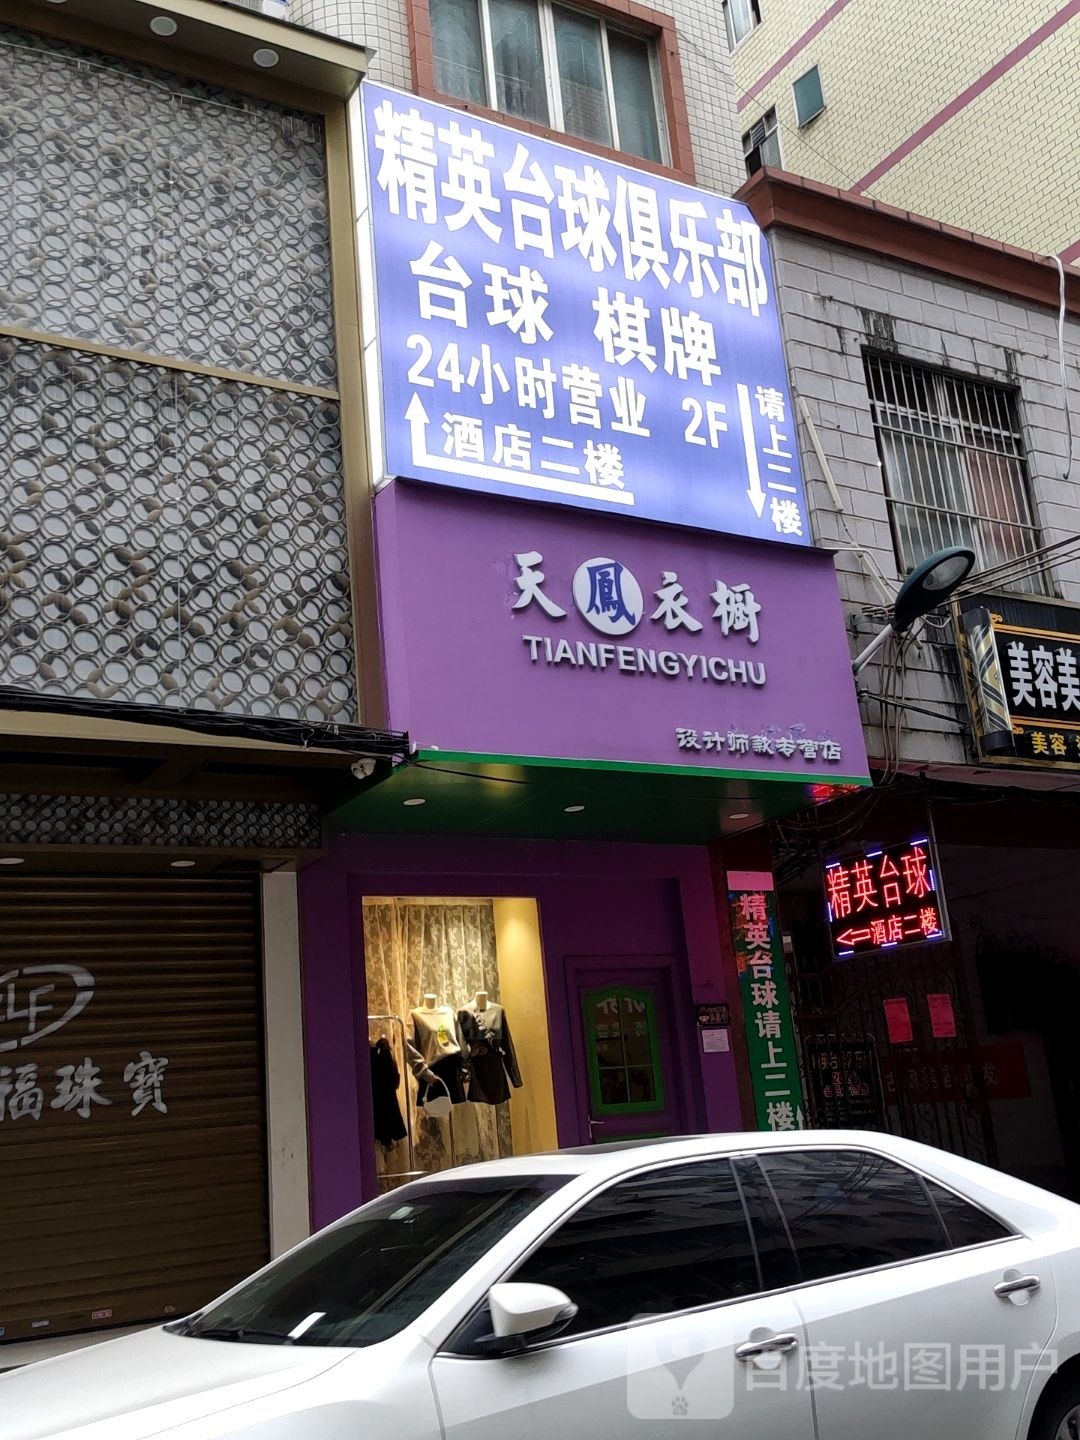 精英台球俱乐部
台球 棋牌
24小时营业 2F
酒店二楼
请上二楼
天鳳衣橱
TIANFENGYICHU
设计师款专营店
美容美
美容
精英台球
酒店二楼
精英台球请上二楼
LF
福珠寶
百度地图用户